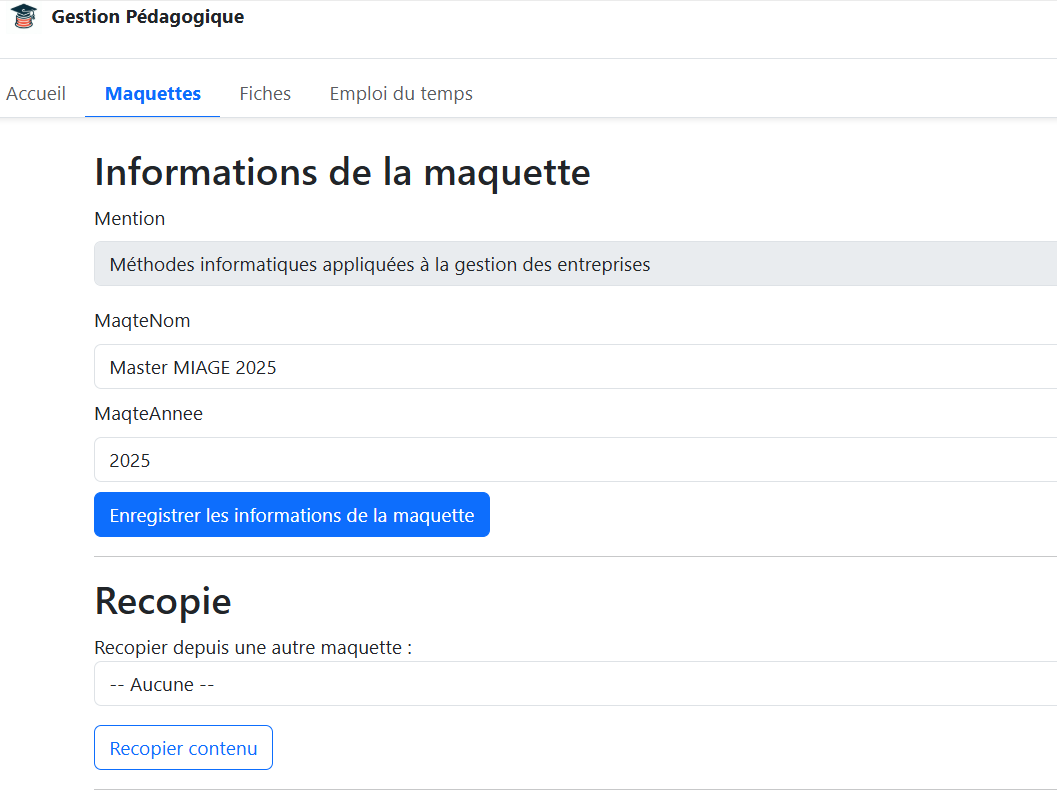 Gestion Pédagogique
Accueil Maquettes Fiches Emploi du temps
Informations de la maquette
Mention
Méthodes informatiques appliquées à la gestion des entreprises
MaqteNom
Master MIAGE 2025
MaqteAnnee
2025
Enregistrer les informations de la maquette
Recopie
Recopier depuis une autre maquette :
-- Aucune --
Recopier contenu